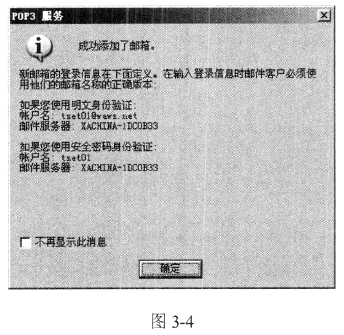 POP3 服务
成功添加了邮箱。
新邮箱的登录信息在下面定义。在输入登录信息时邮件客户必须使
用他们的邮箱名称的正确版本:
如果您使用明文身份验证:
帐户名: txet01@vawx.net
邮件服务器: XACHINA-1DC0B33
如果您使用安全密码身份验证:
帐户名: txet01
邮件服务器: XACHINA-1DC0B33
不再显示此消息
确定
图 3-4